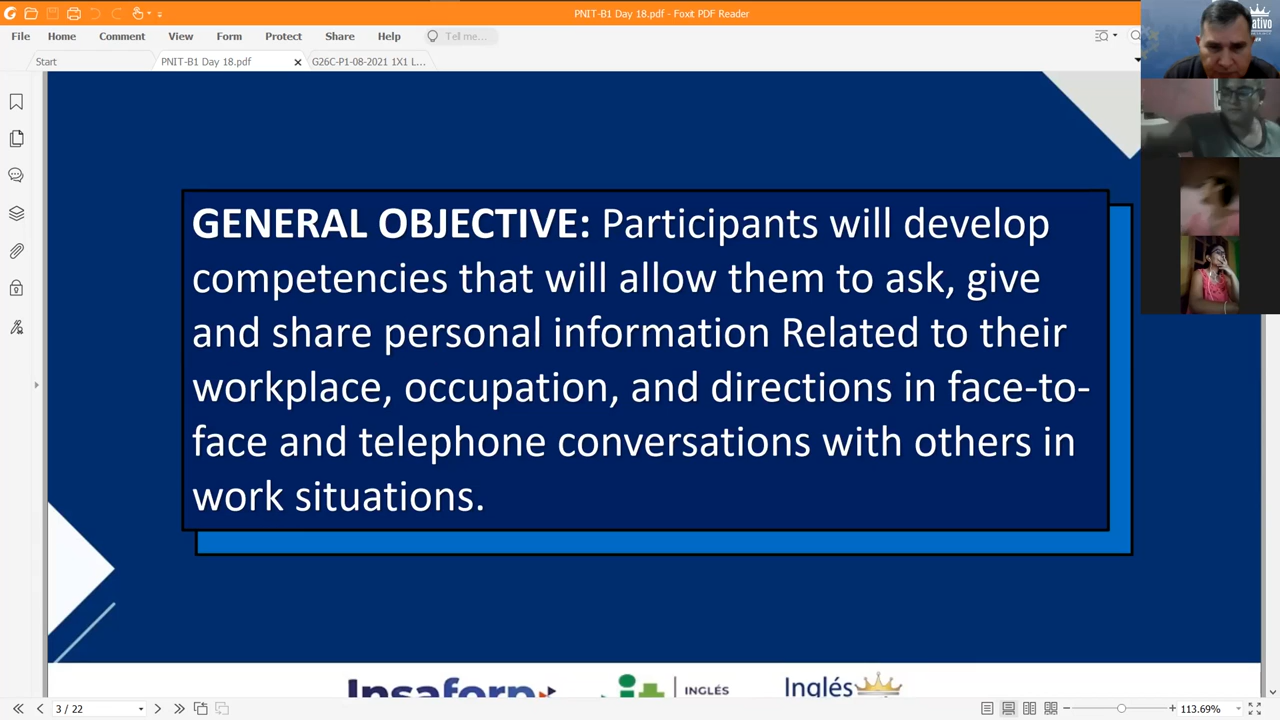 PNIT-B1 Day 18.pdf - Foxit PDF Reader
File Home Comment View Form Protect Share Help Tell me...
Start PNIT-B1 Day 18.pdf G26C-P1-08-2021 1X1 L...
GENERAL OBJECTIVE: Participants will develop
competencies that will allow them to ask, give
and share personal information Related to their
workplace, occupation, and directions in face-to-
face and telephone conversations with others in
work situations.
Insaforp it INGLÉS Inglés
3 / 22 113.69%